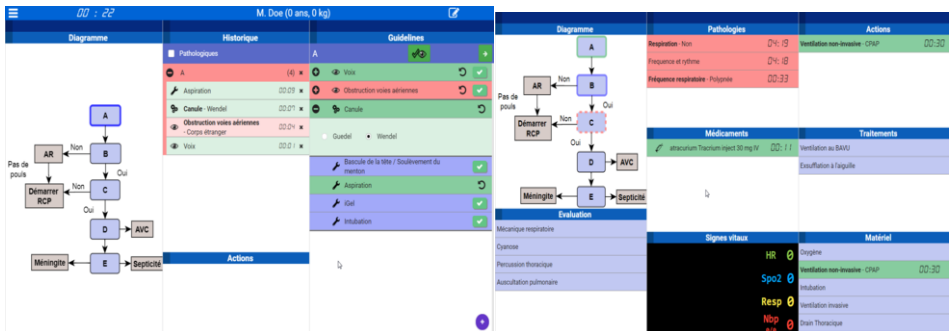 00 : 22
M. Doe (0 ans, 0 kg)
Diagramme
A
AR
Non
B
Pas de
pouls
Oui
Démarrer
RCP
Non
C
Oui
D
AVC
Méningite
E
Septicité
Historique
Pathologiques
A (4) ×
Aspiration 00:09 ×
Canule - Wendel 00:07 ×
Obstruction voies aériennes 00:04 ×
- Corps étranger
Voix 00:01 ×
Actions
Guidelines
A
Voix
Obstruction voies aériennes
Canule
Guedel Wendel
Bascule de la tête / Soulèvement du
menton
Aspiration
iGel
Intubation
Diagramme
A
AR
Non
B
Pas de
pouls
Oui
Démarrer
RCP
Non
C
Oui
D
AVC
Méningite
E
Septicité
Evaluation
Mécanique respiratoire
Cyanose
Percussion thoracique
Auscultation pulmonaire
Pathologies
Respiration - Non 04:19
Frequence et rythme 04:18
Fréquence respiratoire - Polypnée 00:33
Médicaments
atracurium Tracrium inject 30 mg IV 00:11
Signes vitaux
HR 0
Spo2 0
Resp 0
Nbp 0
Actions
Ventilation non-invasive - CPAP 00:30
Traitements
Ventilation au BAVU
Exsufflation à l'aiguille
Matériel
Oxygène
Ventilation non-invasive - CPAP 00:30
Intubation
Ventilation invasive
Drain Thoracique